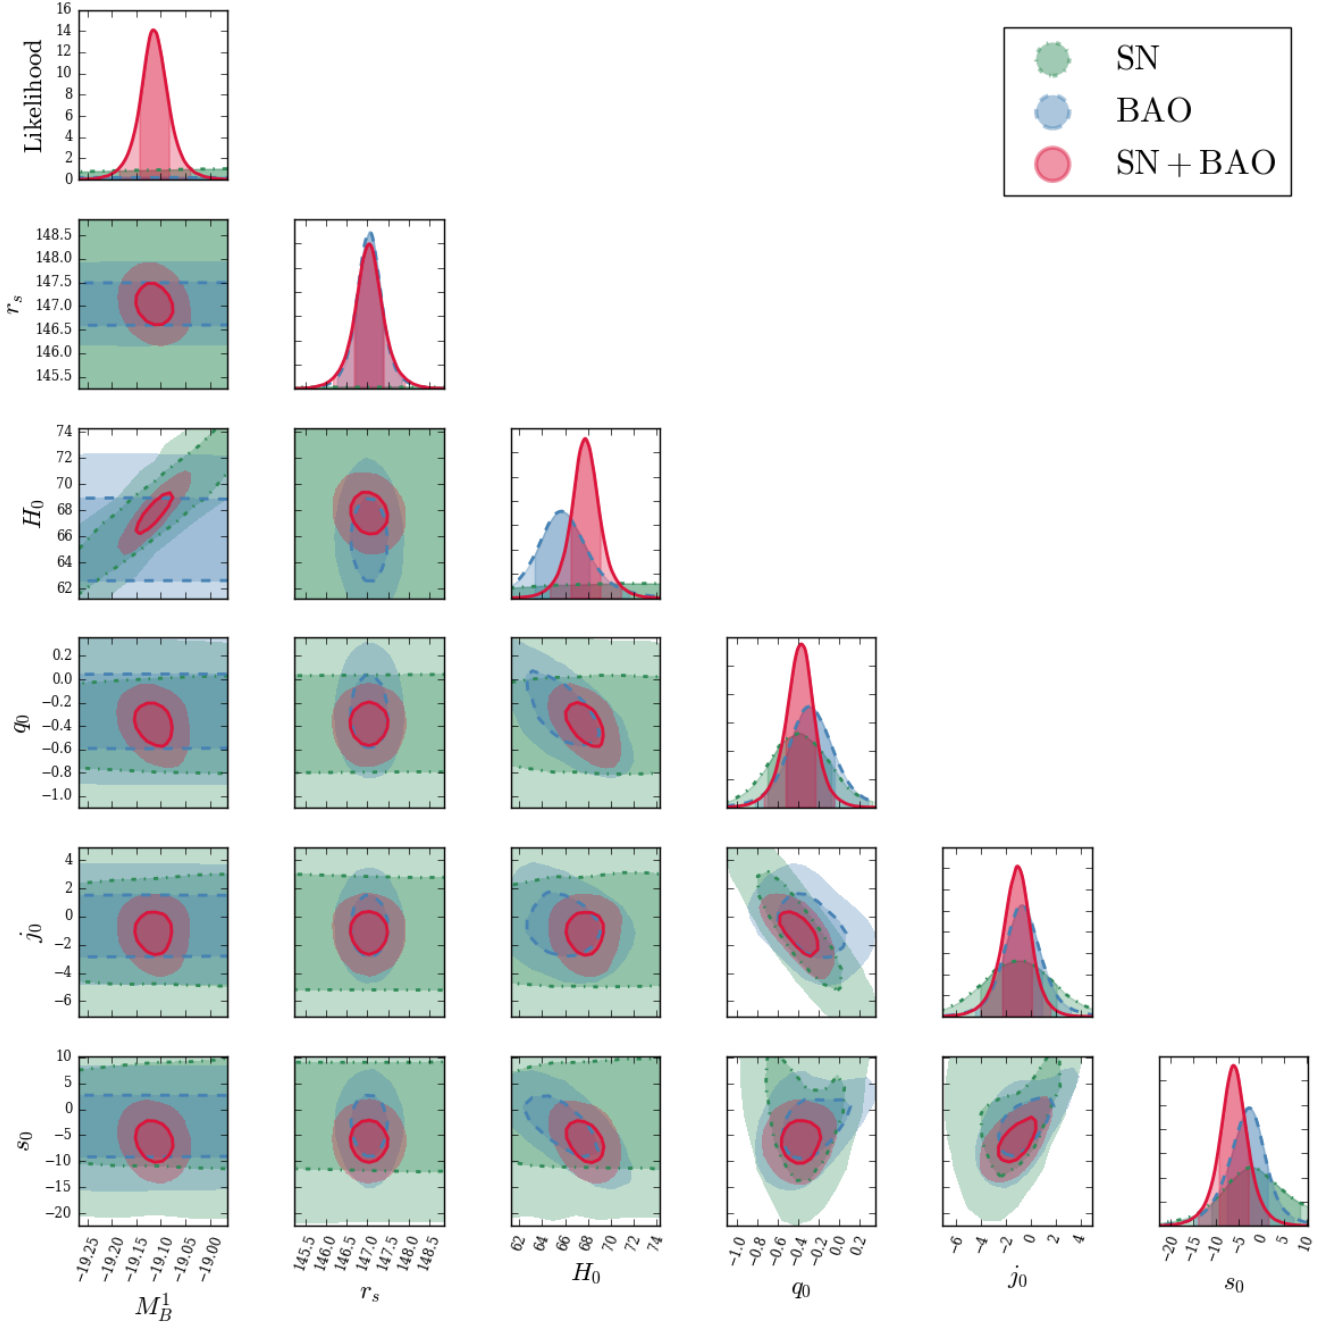 16
14
12
10
8
6
4
2
0
Likelihood
SN
BAO
SN + BAO
148.5
148.0
147.5
147.0
146.5
146.0
145.5
r_s
74
72
70
68
66
64
62
H_0
0.2
0.0
−0.2
−0.4
−0.6
−0.8
−1.0
q_0
4
2
0
−2
−4
−6
j_0
10
5
0
−5
−10
−15
−20
s_0
−19.25 −19.20 −19.15 −19.10 −19.05 −19.00
M_B^1
145.5 146.0 146.5 147.0 147.5 148.0 148.5
r_s
62 64 66 68 70 72 74
H_0
−1.0 −0.8 −0.6 −0.4 −0.2 0.0 0.2
q_0
−6 −4 −2 0 2 4
j_0
−20 −15 −10 −5 0 5 10
s_0